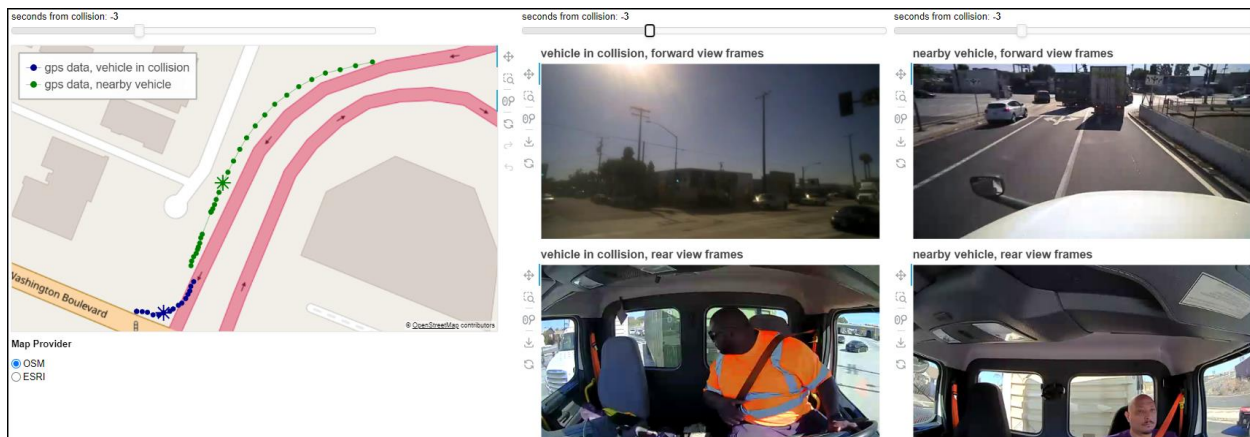 seconds from collision: -3
gps data, vehicle in collision
gps data, nearby vehicle
Washington Boulevard
© OpenStreetMap contributors
Map Provider
OSM
ESRI
seconds from collision: -3
vehicle in collision, forward view frames
vehicle in collision, rear view frames
seconds from collision: -3
nearby vehicle, forward view frames
nearby vehicle, rear view frames